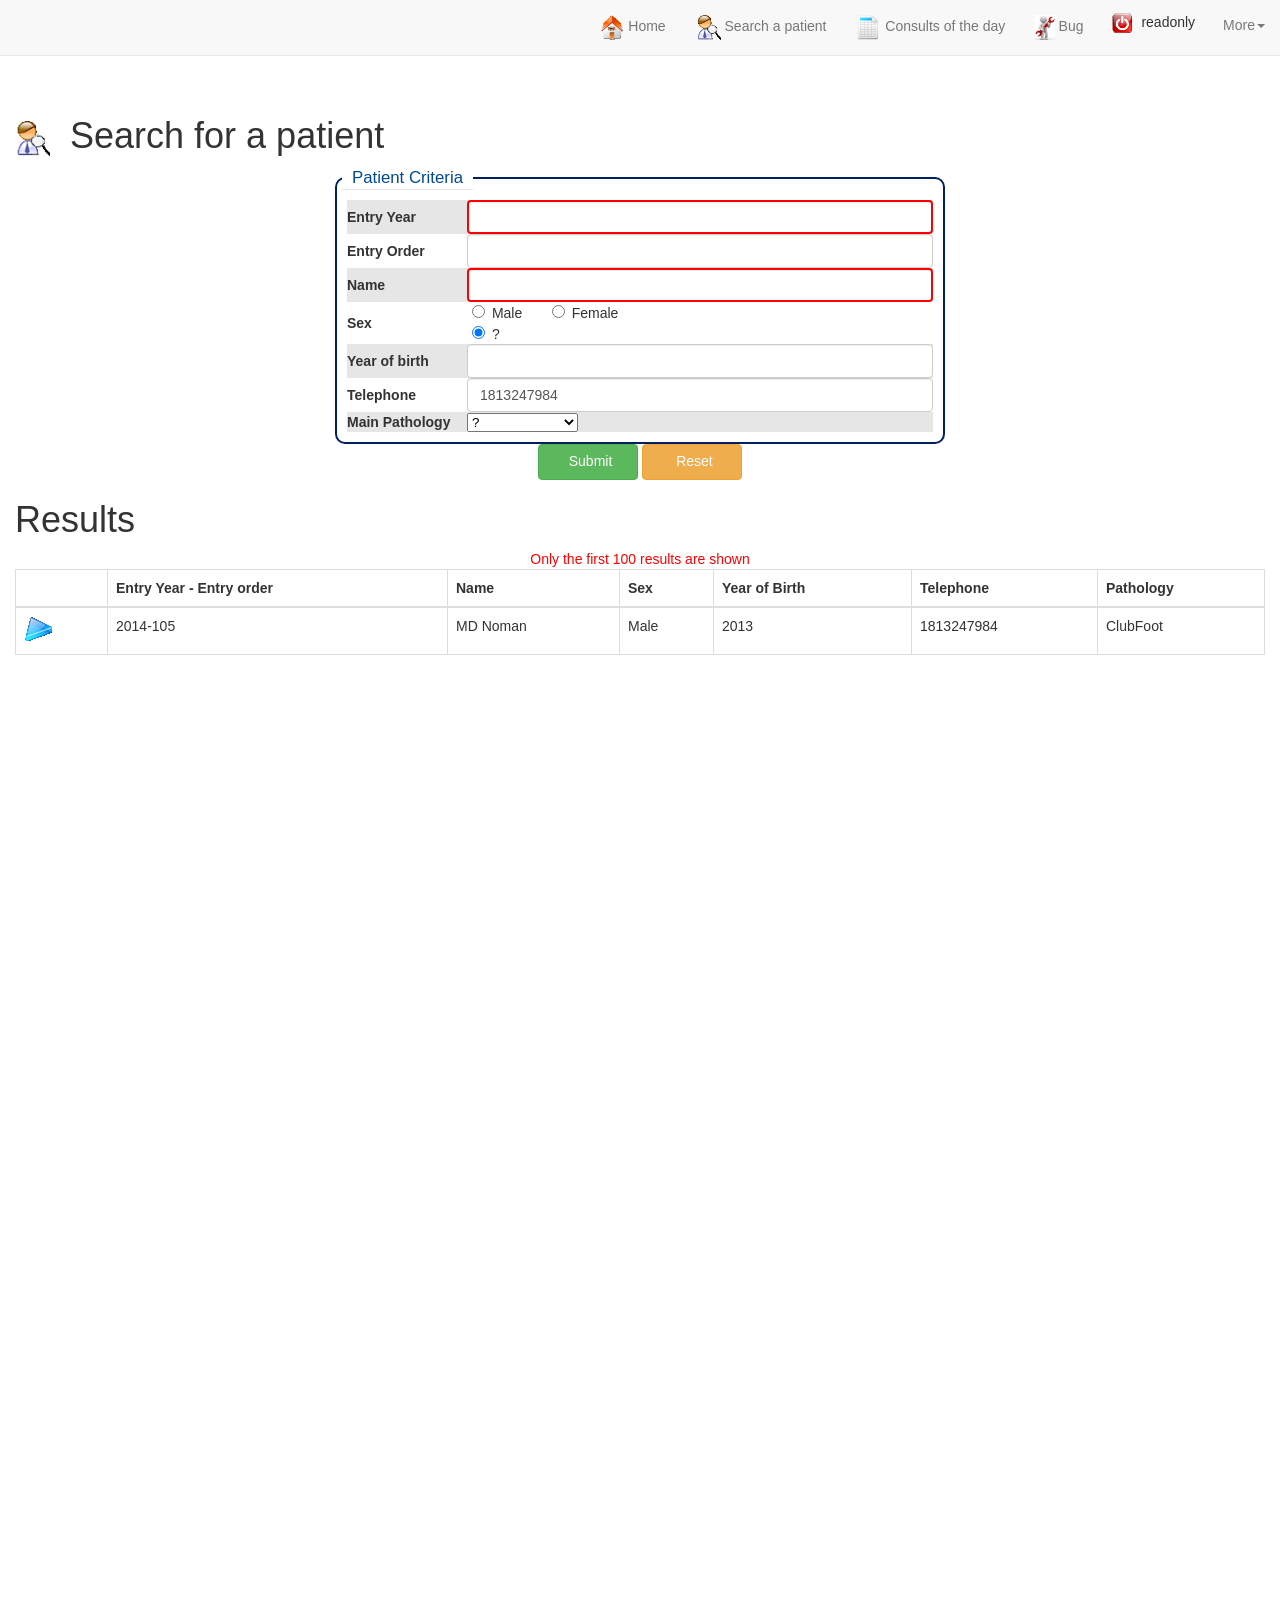 Home Search a patient Consults of the day Bug readonly More
Search for a patient
Patient Criteria
Entry Year
Entry Order
Name
Sex Male Female
?
Year of birth
Telephone 1813247984
Main Pathology ?
Submit Reset
Results
Only the first 100 results are shown
Entry Year - Entry order Name Sex Year of Birth Telephone Pathology
2014-105 MD Noman Male 2013 1813247984 ClubFoot